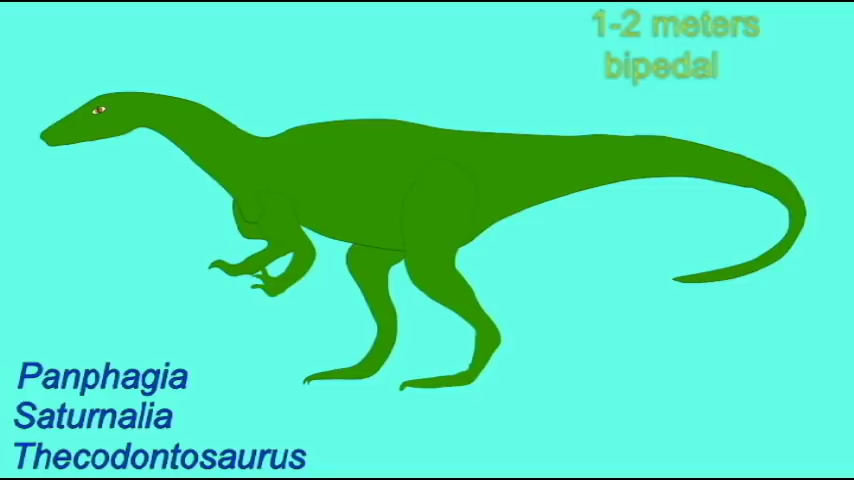 1-2 meters
bipedal
Panphagia
Saturnalia
Thecodontosaurus